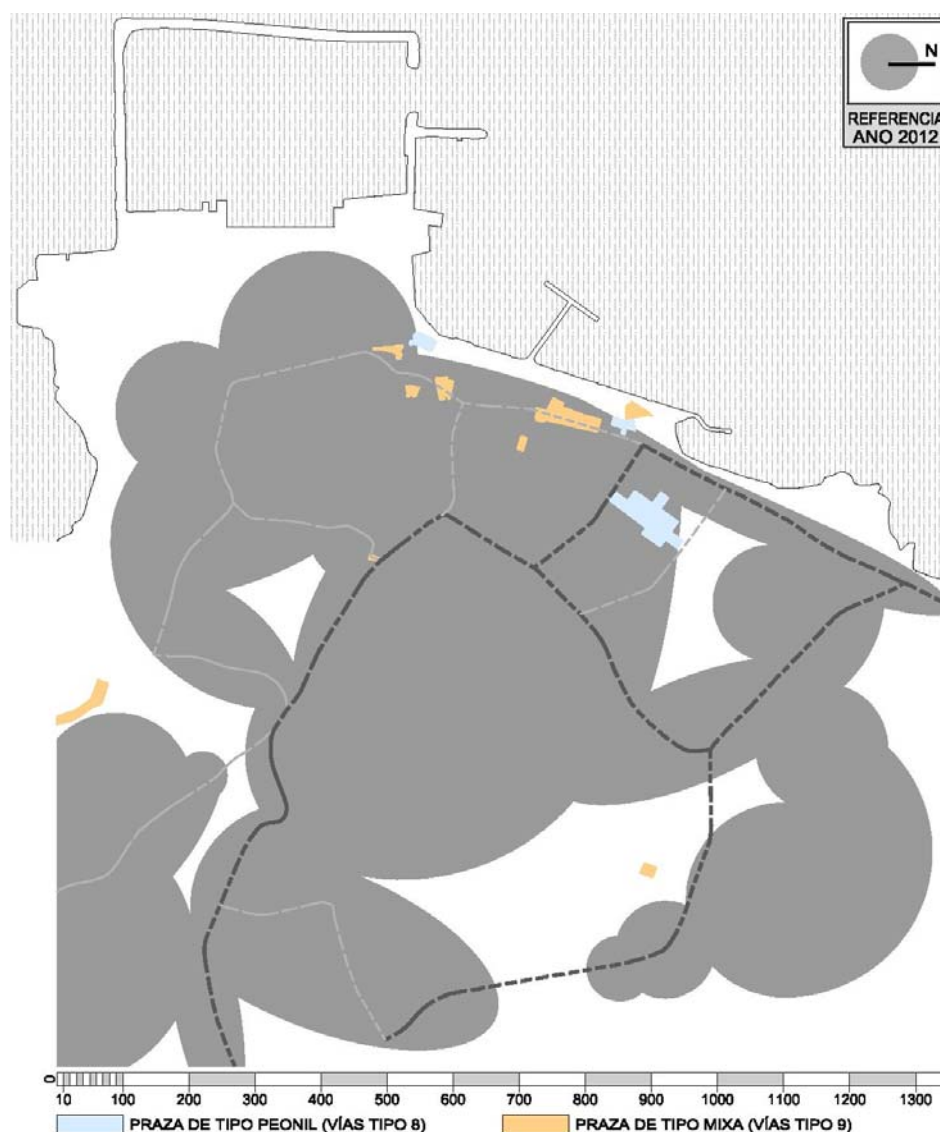 N
REFERENCIA
ANO 2012
0
10 100 200 300 400 500 600 700 800 900 1000 1100 1200 1300
PRAZA DE TIPO PEONIL (VÍAS TIPO 8) PRAZA DE TIPO MIXA (VÍAS TIPO 9)